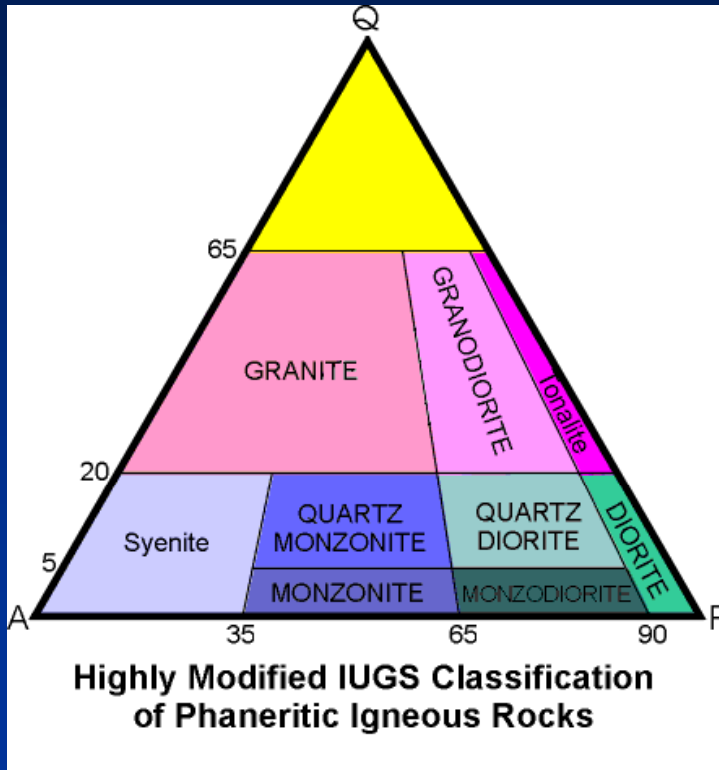 Q
65
GRANITE
GRANODIORITE
Tonalite
20
Syenite
QUARTZ
MONZONITE
QUARTZ
DIORITE
DIORITE
5
MONZONITE
MONZODIORITE
A
P
35
65
90
Highly Modified IUGS Classification
of Phaneritic Igneous Rocks